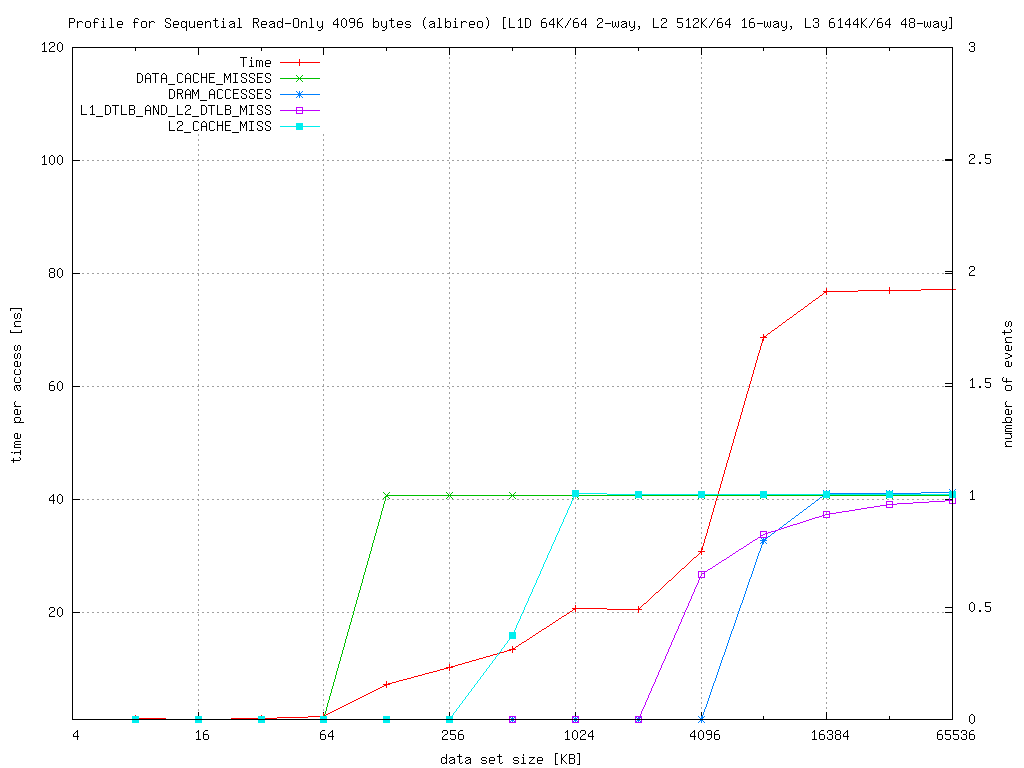 Profile for Sequential Read-Only 4096 bytes (albireo) [L1D 64K/64 2-way, L2 512K/64 16-way, L3 6144K/64 48-way]
Time
DATA_CACHE_MISSES
DRAM_ACCESSES
L1_DTLB_AND_L2_DTLB_MISS
L2_CACHE_MISS
time per access [ns]
120
100
80
60
40
20
3
2.5
2
1.5
1
0.5
0
number of events
4 16 64 256 1024 4096 16384 65536
data set size [KB]